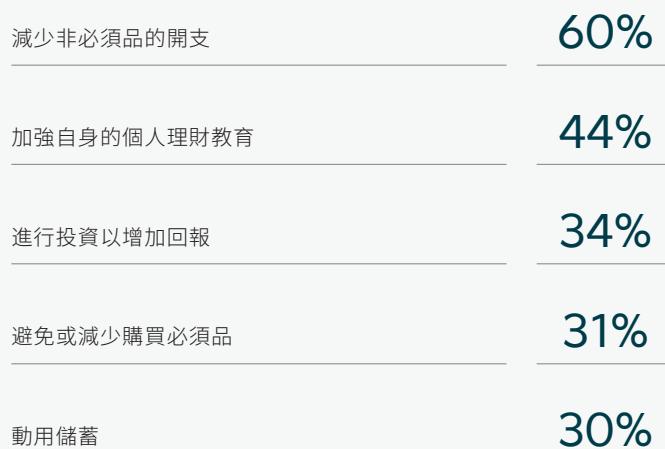 減少非必須品的開支 60%
加強自身的個人理財教育 44%
進行投資以增加回報 34%
避免或減少購買必須品 31%
動用儲蓄 30%